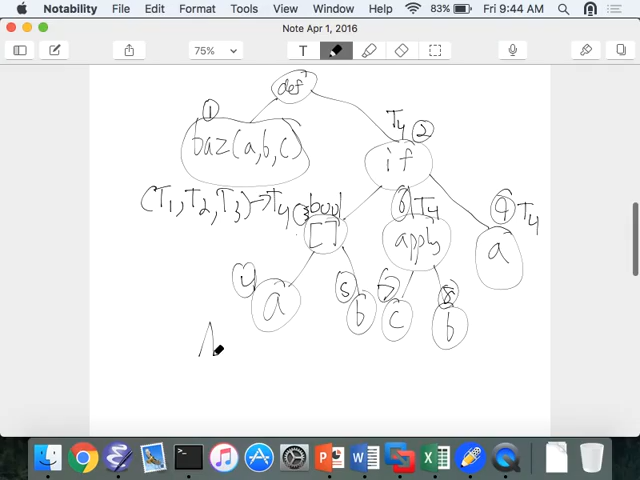 Notability File Edit Format Tools View Window Help 83% Fri 9:44 AM
Note Apr 1, 2016
75% T
def
1
T4 2
baz(a,b,c)
if
(T1, T2, T3) → T4
3 bool
6 T4
T4
[ ]
apply
a
4
5
7
8
a
b
c
b